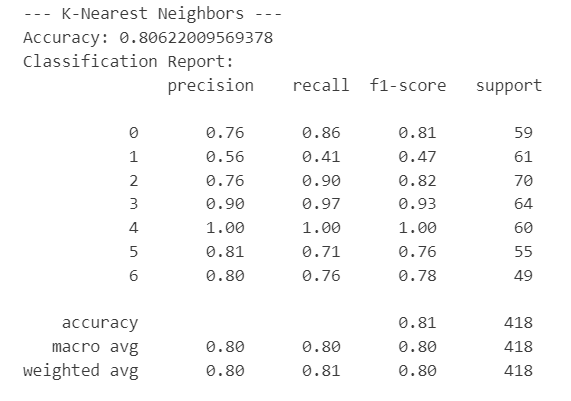 --- K-Nearest Neighbors ---
Accuracy: 0.80622009569378
Classification Report:
precision recall f1-score support
0 0.76 0.86 0.81 59
1 0.56 0.41 0.47 61
2 0.76 0.90 0.82 70
3 0.90 0.97 0.93 64
4 1.00 1.00 1.00 60
5 0.81 0.71 0.76 55
6 0.80 0.76 0.78 49
accuracy 0.81 418
macro avg 0.80 0.80 0.80 418
weighted avg 0.80 0.81 0.80 418